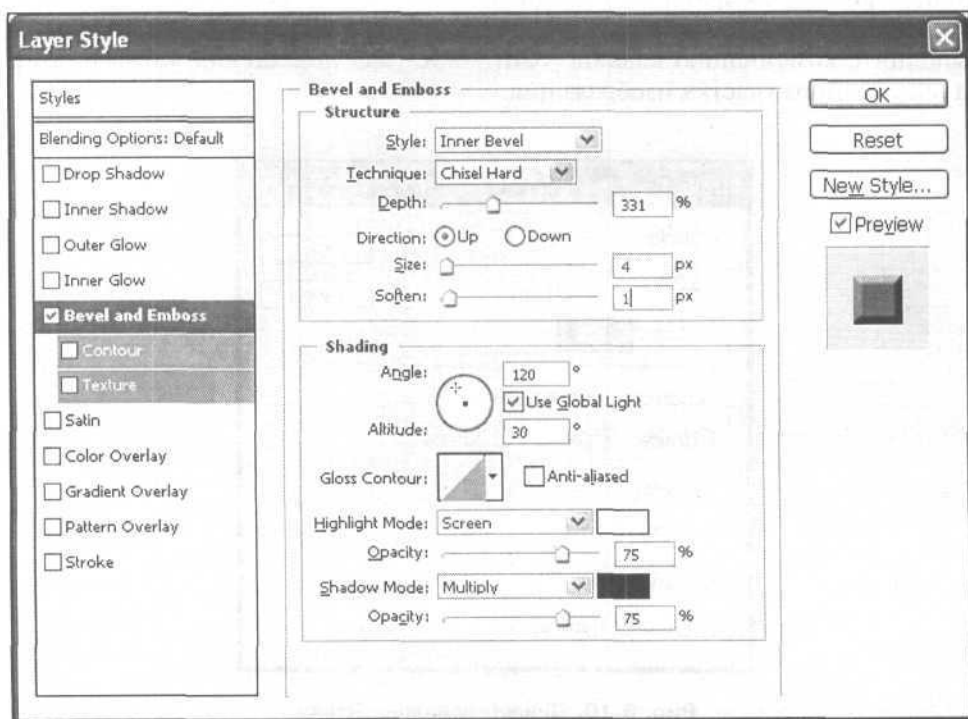 Layer Style
Styles
Blending Options: Default
Drop Shadow
Inner Shadow
Outer Glow
Inner Glow
Bevel and Emboss
Contour
Texture
Satin
Color Overlay
Gradient Overlay
Pattern Overlay
Stroke
Bevel and Emboss
Structure
Style: Inner Bevel
Technique: Chisel Hard
Depth: 331 %
Direction: Up Down
Size: 4 px
Soften: 1 px
Shading
Angle: 120 °
Use Global Light
Altitude: 30 °
Gloss Contour: Anti-aliased
Highlight Mode: Screen
Opacity: 75 %
Shadow Mode: Multiply
Opacity: 75 %
OK
Reset
New Style...
Preview